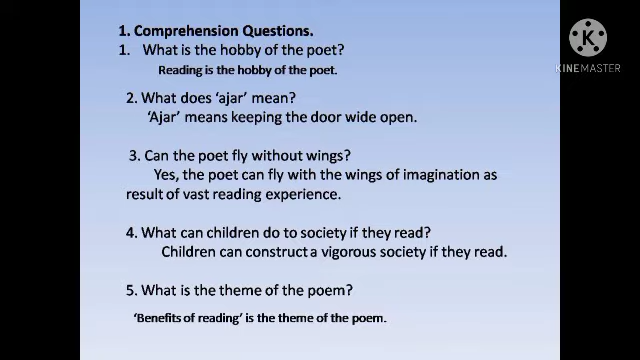 1. Comprehension Questions.
1. What is the hobby of the poet?
Reading is the hobby of the poet.
2. What does ‘ajar’ mean?
‘Ajar’ means keeping the door wide open.
3. Can the poet fly without wings?
Yes, the poet can fly with the wings of imagination as
result of vast reading experience.
4. What can children do to society if they read?
Children can construct a vigorous society if they read.
5. What is the theme of the poem?
‘Benefits of reading’ is the theme of the poem.
KINEMASTER